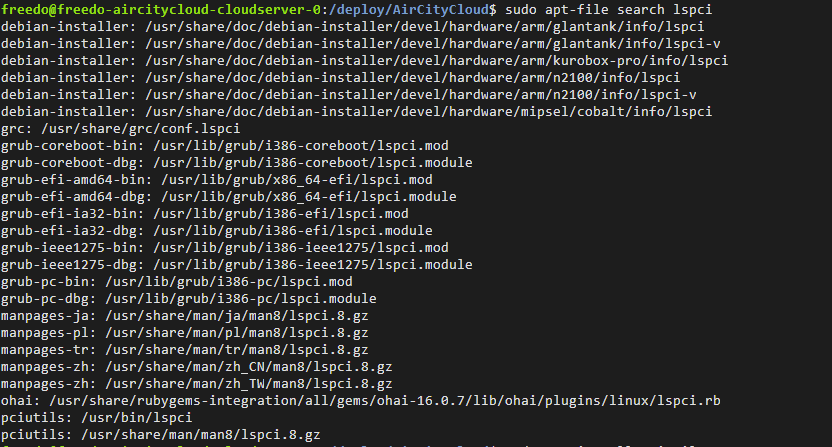 freedo@freedo-aircitycloud-cloudserver-0:/deploy/AirCityCloud$ sudo apt-file search lspci
debian-installer: /usr/share/doc/debian-installer/devel/hardware/arm/glantank/info/lspci
debian-installer: /usr/share/doc/debian-installer/devel/hardware/arm/glantank/info/lspci-v
debian-installer: /usr/share/doc/debian-installer/devel/hardware/arm/kurobox-pro/info/lspci
debian-installer: /usr/share/doc/debian-installer/devel/hardware/arm/n2100/info/lspci
debian-installer: /usr/share/doc/debian-installer/devel/hardware/arm/n2100/info/lspci-v
debian-installer: /usr/share/doc/debian-installer/devel/hardware/mipsel/cobalt/info/lspci
grc: /usr/share/grc/conf.lspci
grub-coreboot-bin: /usr/lib/grub/i386-coreboot/lspci.mod
grub-coreboot-dbg: /usr/lib/grub/i386-coreboot/lspci.module
grub-efi-amd64-bin: /usr/lib/grub/x86_64-efi/lspci.mod
grub-efi-amd64-dbg: /usr/lib/grub/x86_64-efi/lspci.module
grub-efi-ia32-bin: /usr/lib/grub/i386-efi/lspci.mod
grub-efi-ia32-dbg: /usr/lib/grub/i386-efi/lspci.module
grub-ieee1275-bin: /usr/lib/grub/i386-ieee1275/lspci.mod
grub-ieee1275-dbg: /usr/lib/grub/i386-ieee1275/lspci.module
grub-pc-bin: /usr/lib/grub/i386-pc/lspci.mod
grub-pc-dbg: /usr/lib/grub/i386-pc/lspci.module
manpages-ja: /usr/share/man/ja/man8/lspci.8.gz
manpages-pl: /usr/share/man/pl/man8/lspci.8.gz
manpages-tr: /usr/share/man/tr/man8/lspci.8.gz
manpages-zh: /usr/share/man/zh_CN/man8/lspci.8.gz
manpages-zh: /usr/share/man/zh_TW/man8/lspci.8.gz
ohai: /usr/share/rubygems-integration/all/gems/ohai-16.0.7/lib/ohai/plugins/linux/lspci.rb
pciutils: /usr/bin/lspci
pciutils: /usr/share/man/man8/lspci.8.gz